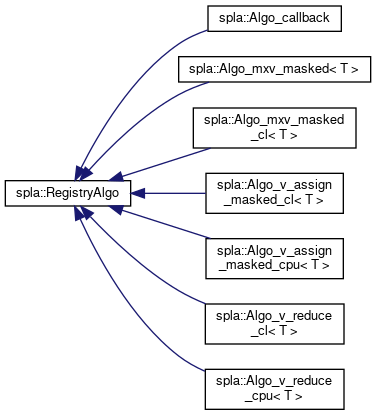 spla::Algo_callback
spla::Algo_mxv_masked< T >
spla::Algo_mxv_masked
_cl< T >
spla::RegistryAlgo
spla::Algo_v_assign
_masked_cl< T >
spla::Algo_v_assign
_masked_cpu< T >
spla::Algo_v_reduce
_cl< T >
spla::Algo_v_reduce
_cpu< T >